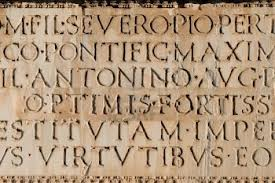 M·FIL·SEVERO·PIO·PERT
CO·PONTIFIC·MAXIM
IL·ANTONINO·AVG·
OPTIMIS·FORTISS
ESTITVTAM·IMPER
VS·VIRTVTIBVS·EO